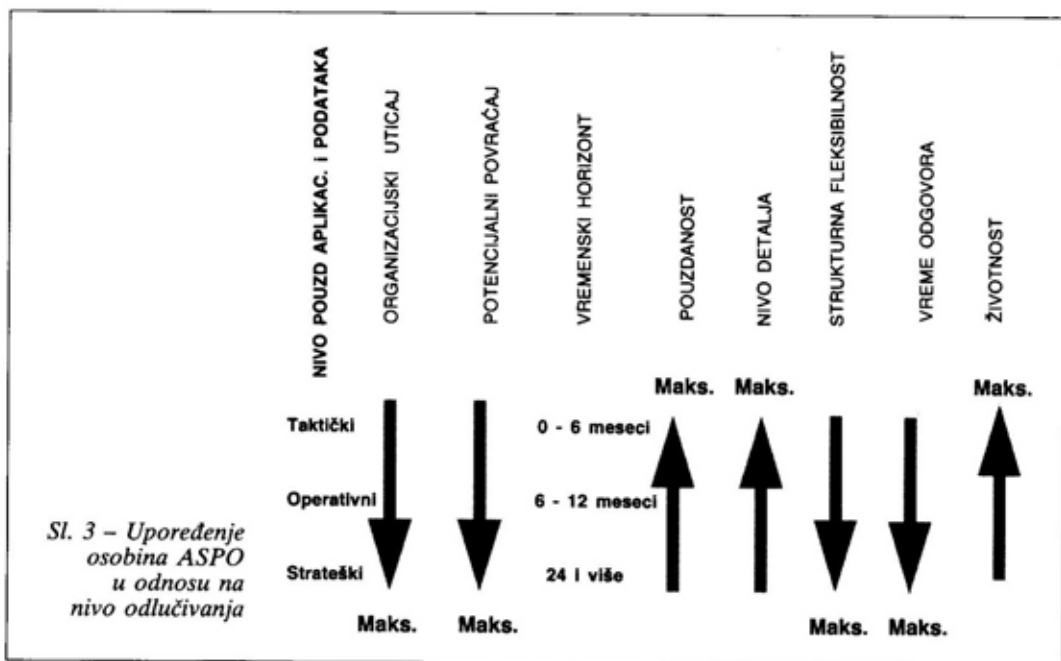 NIVO POUZD APLIKAC. i PODATAKA
ORGANIZACIJSKI UTICAJ
POTENCIJALNI POVRAĆAJ
VREMENSKI HORIZONT
POUZDANOST
NIVO DETALJA
STRUKTURNA FLEKSIBILNOST
VREME ODGOVORA
ŽIVOTNOST
Maks. Maks. Maks.
Taktički 0 - 6 meseci
Operativni 6 - 12 meseci
Strateški 24 i više
Maks. Maks. Maks. Maks.
Sl. 3 – Upoređenje
osobina ASPO
u odnosu na
nivo odlučivanja